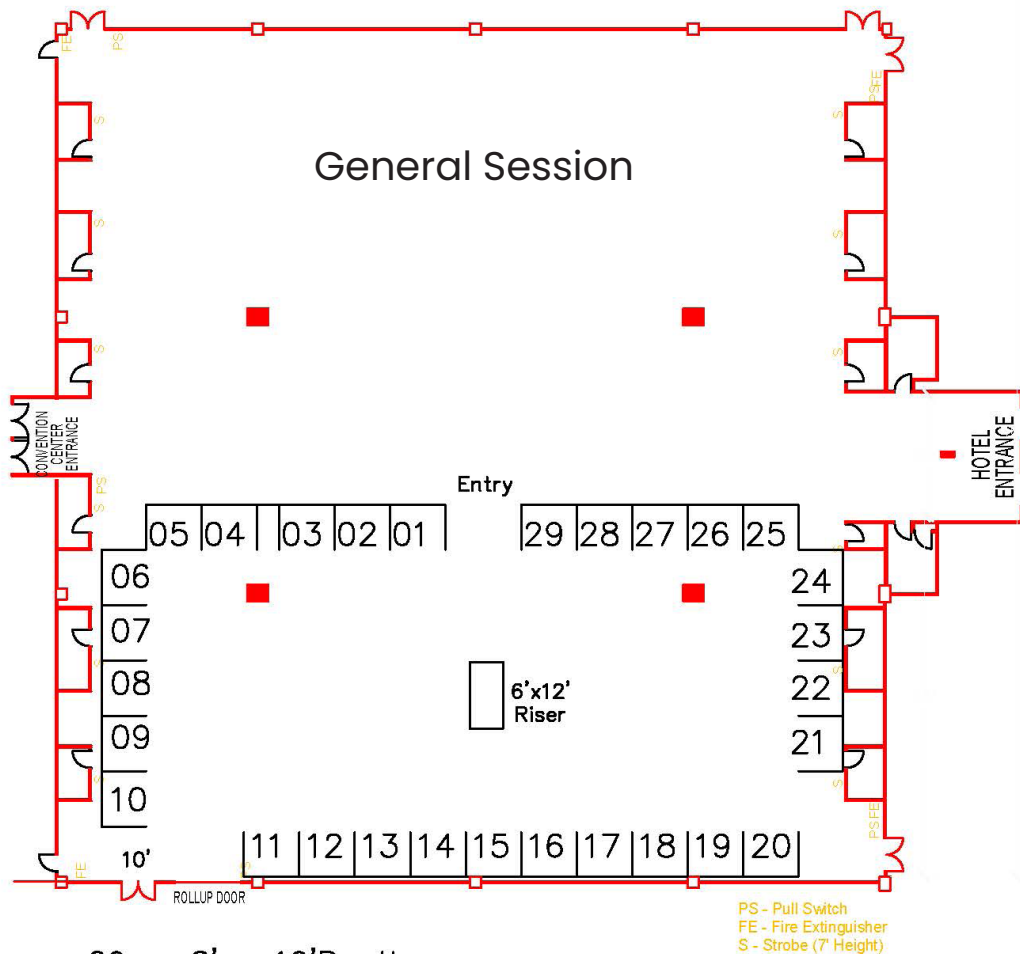 FE
PS
PSFE
S
S
General Session
S
S
S
S
CONVENTION
CENTER
ENTRANCE
HOTEL
ENTRANCE
PS
S
Entry
05 04 03 02 01
29 28 27 26 25
S
06
24
07
23
S
S
08
22
6'x12'
Riser
09
21
S
S
10
PSFE
11 12 13 14 15 16 17 18 19 20
10'
FE
PS
ROLLUP DOOR
PS - Pull Switch
FE - Fire Extinguisher
S - Strobe (7' Height)